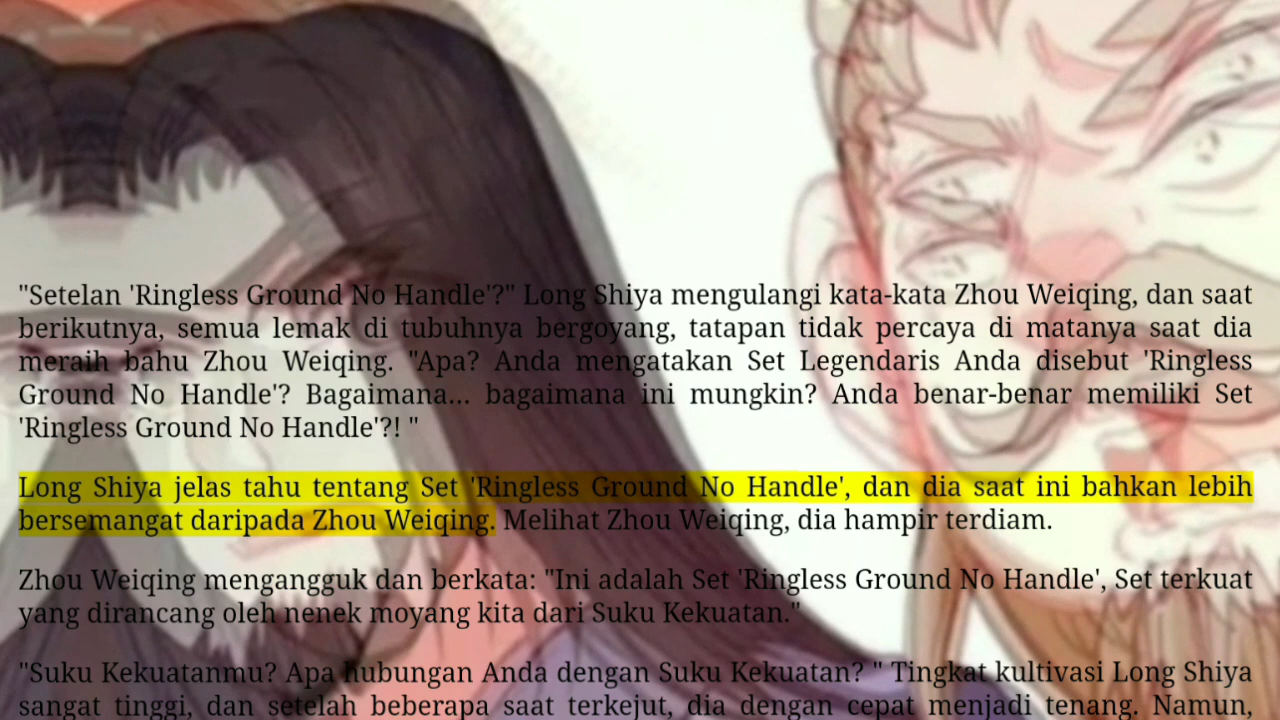 "Setelan 'Ringless Ground No Handle'?" Long Shiya mengulangi kata-kata Zhou Weiqing, dan saat
berikutnya, semua lemak di tubuhnya bergoyang, tatapan tidak percaya di matanya saat dia
meraih bahu Zhou Weiqing. "Apa? Anda mengatakan Set Legendaris Anda disebut 'Ringless
Ground No Handle'? Bagaimana... bagaimana ini mungkin? Anda benar-benar memiliki Set
'Ringless Ground No Handle'?! "
Long Shiya jelas tahu tentang Set 'Ringless Ground No Handle', dan dia saat ini bahkan lebih
bersemangat daripada Zhou Weiqing. Melihat Zhou Weiqing, dia hampir terdiam.
Zhou Weiqing mengangguk dan berkata: "Ini adalah Set 'Ringless Ground No Handle', Set terkuat
yang dirancang oleh nenek moyang kita dari Suku Kekuatan."
"Suku Kekuatanmu? Apa hubungan Anda dengan Suku Kekuatan? " Tingkat kultivasi Long Shiya
sangat tinggi, dan setelah beberapa saat terkejut, dia dengan cepat menjadi tenang. Namun,